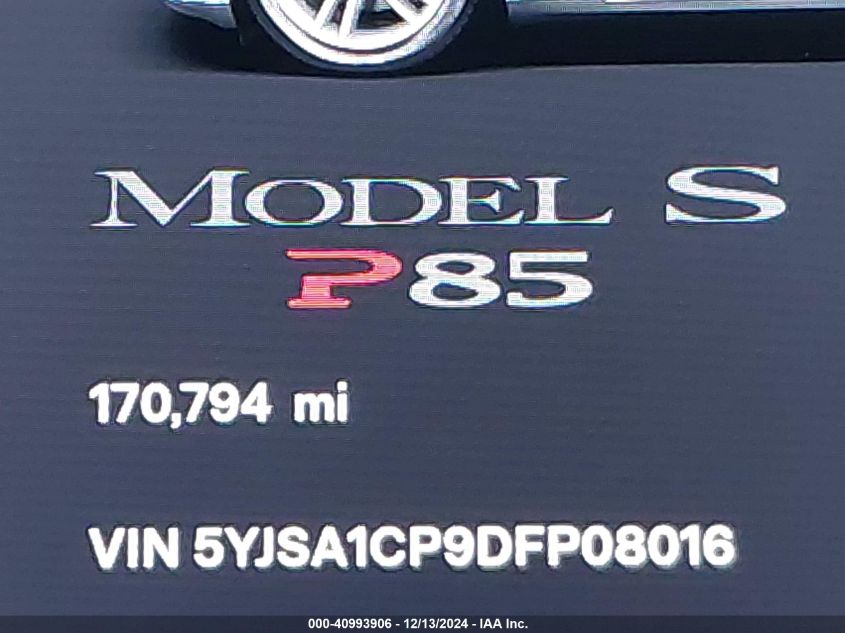 MODEL S
P85
170,794 mi
VIN 5YJSA1CP9DFP08016
000-40993906 - 12/13/2024 - IAA Inc.